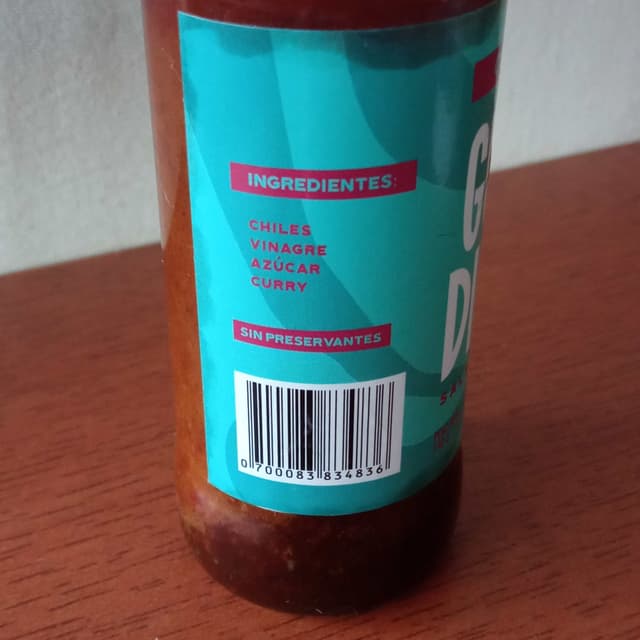 INGREDIENTES:
CHILES
VINAGRE
AZÚCAR
CURRY
SIN PRESERVANTES
0 700083 834836